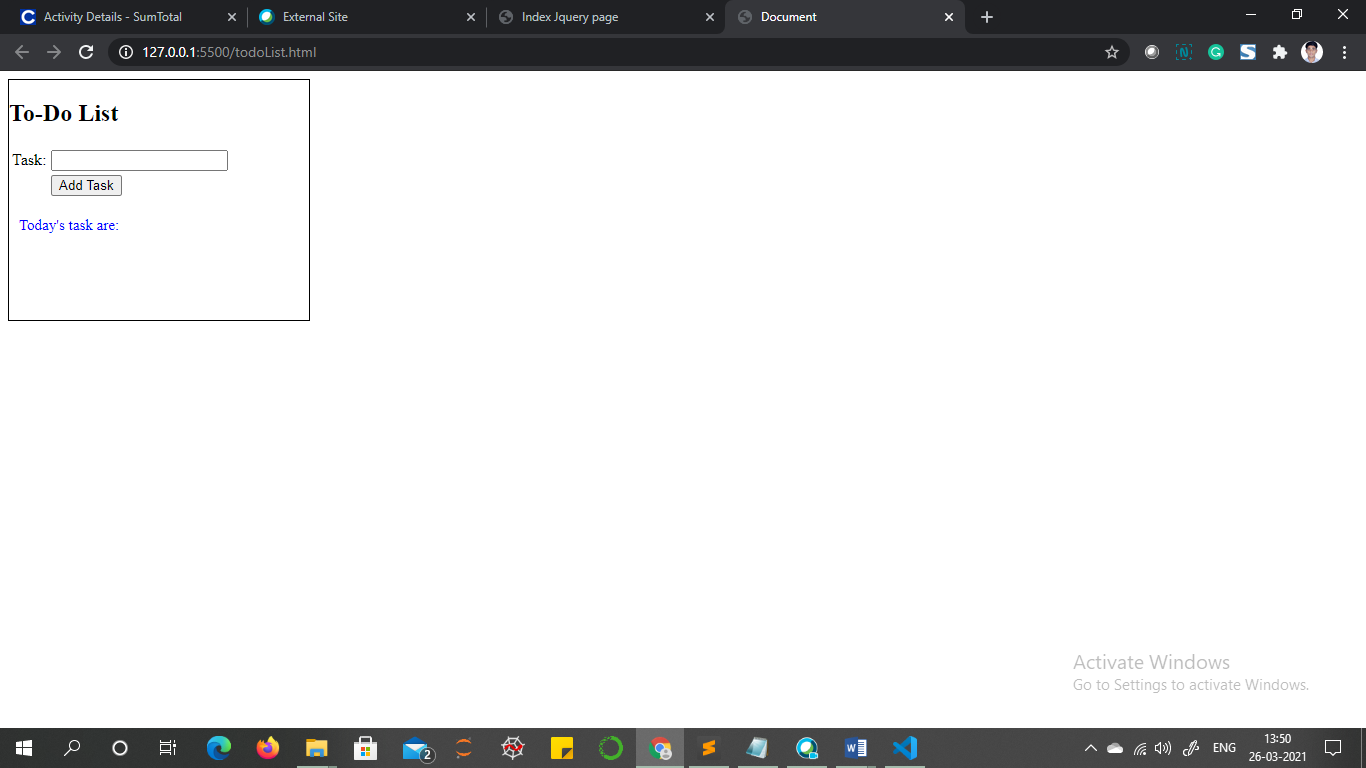 Activity Details - SumTotal
External Site
Index Jquery page
Document
127.0.0.1:5500/todoList.html
To-Do List
Task:
Add Task
Today's task are:
Activate Windows
Go to Settings to activate Windows.
2
ENG
13:50
26-03-2021